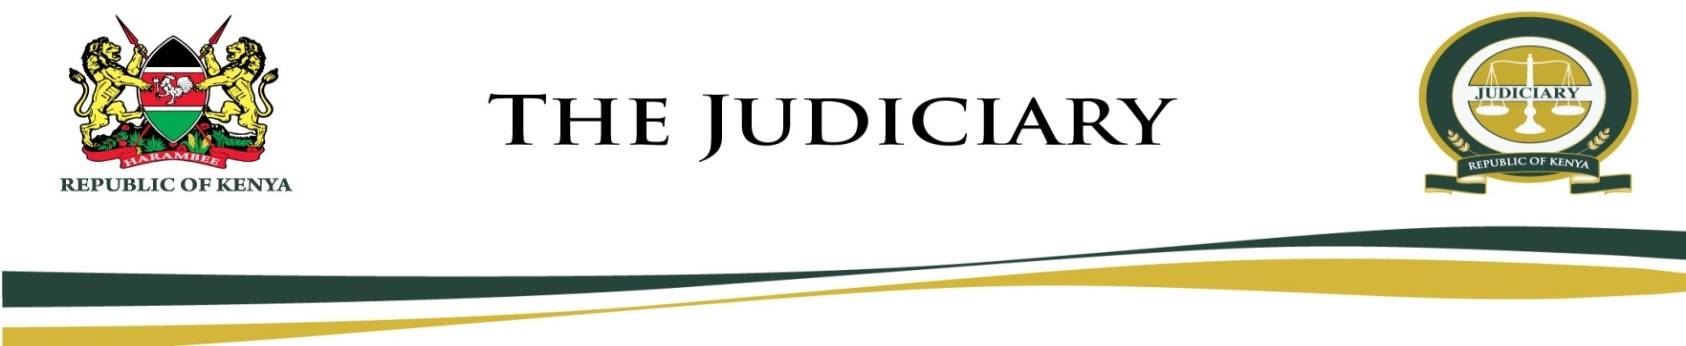 HARAMBEE
REPUBLIC OF KENYA
THE JUDICIARY
JUDICIARY
REPUBLIC OF KENYA